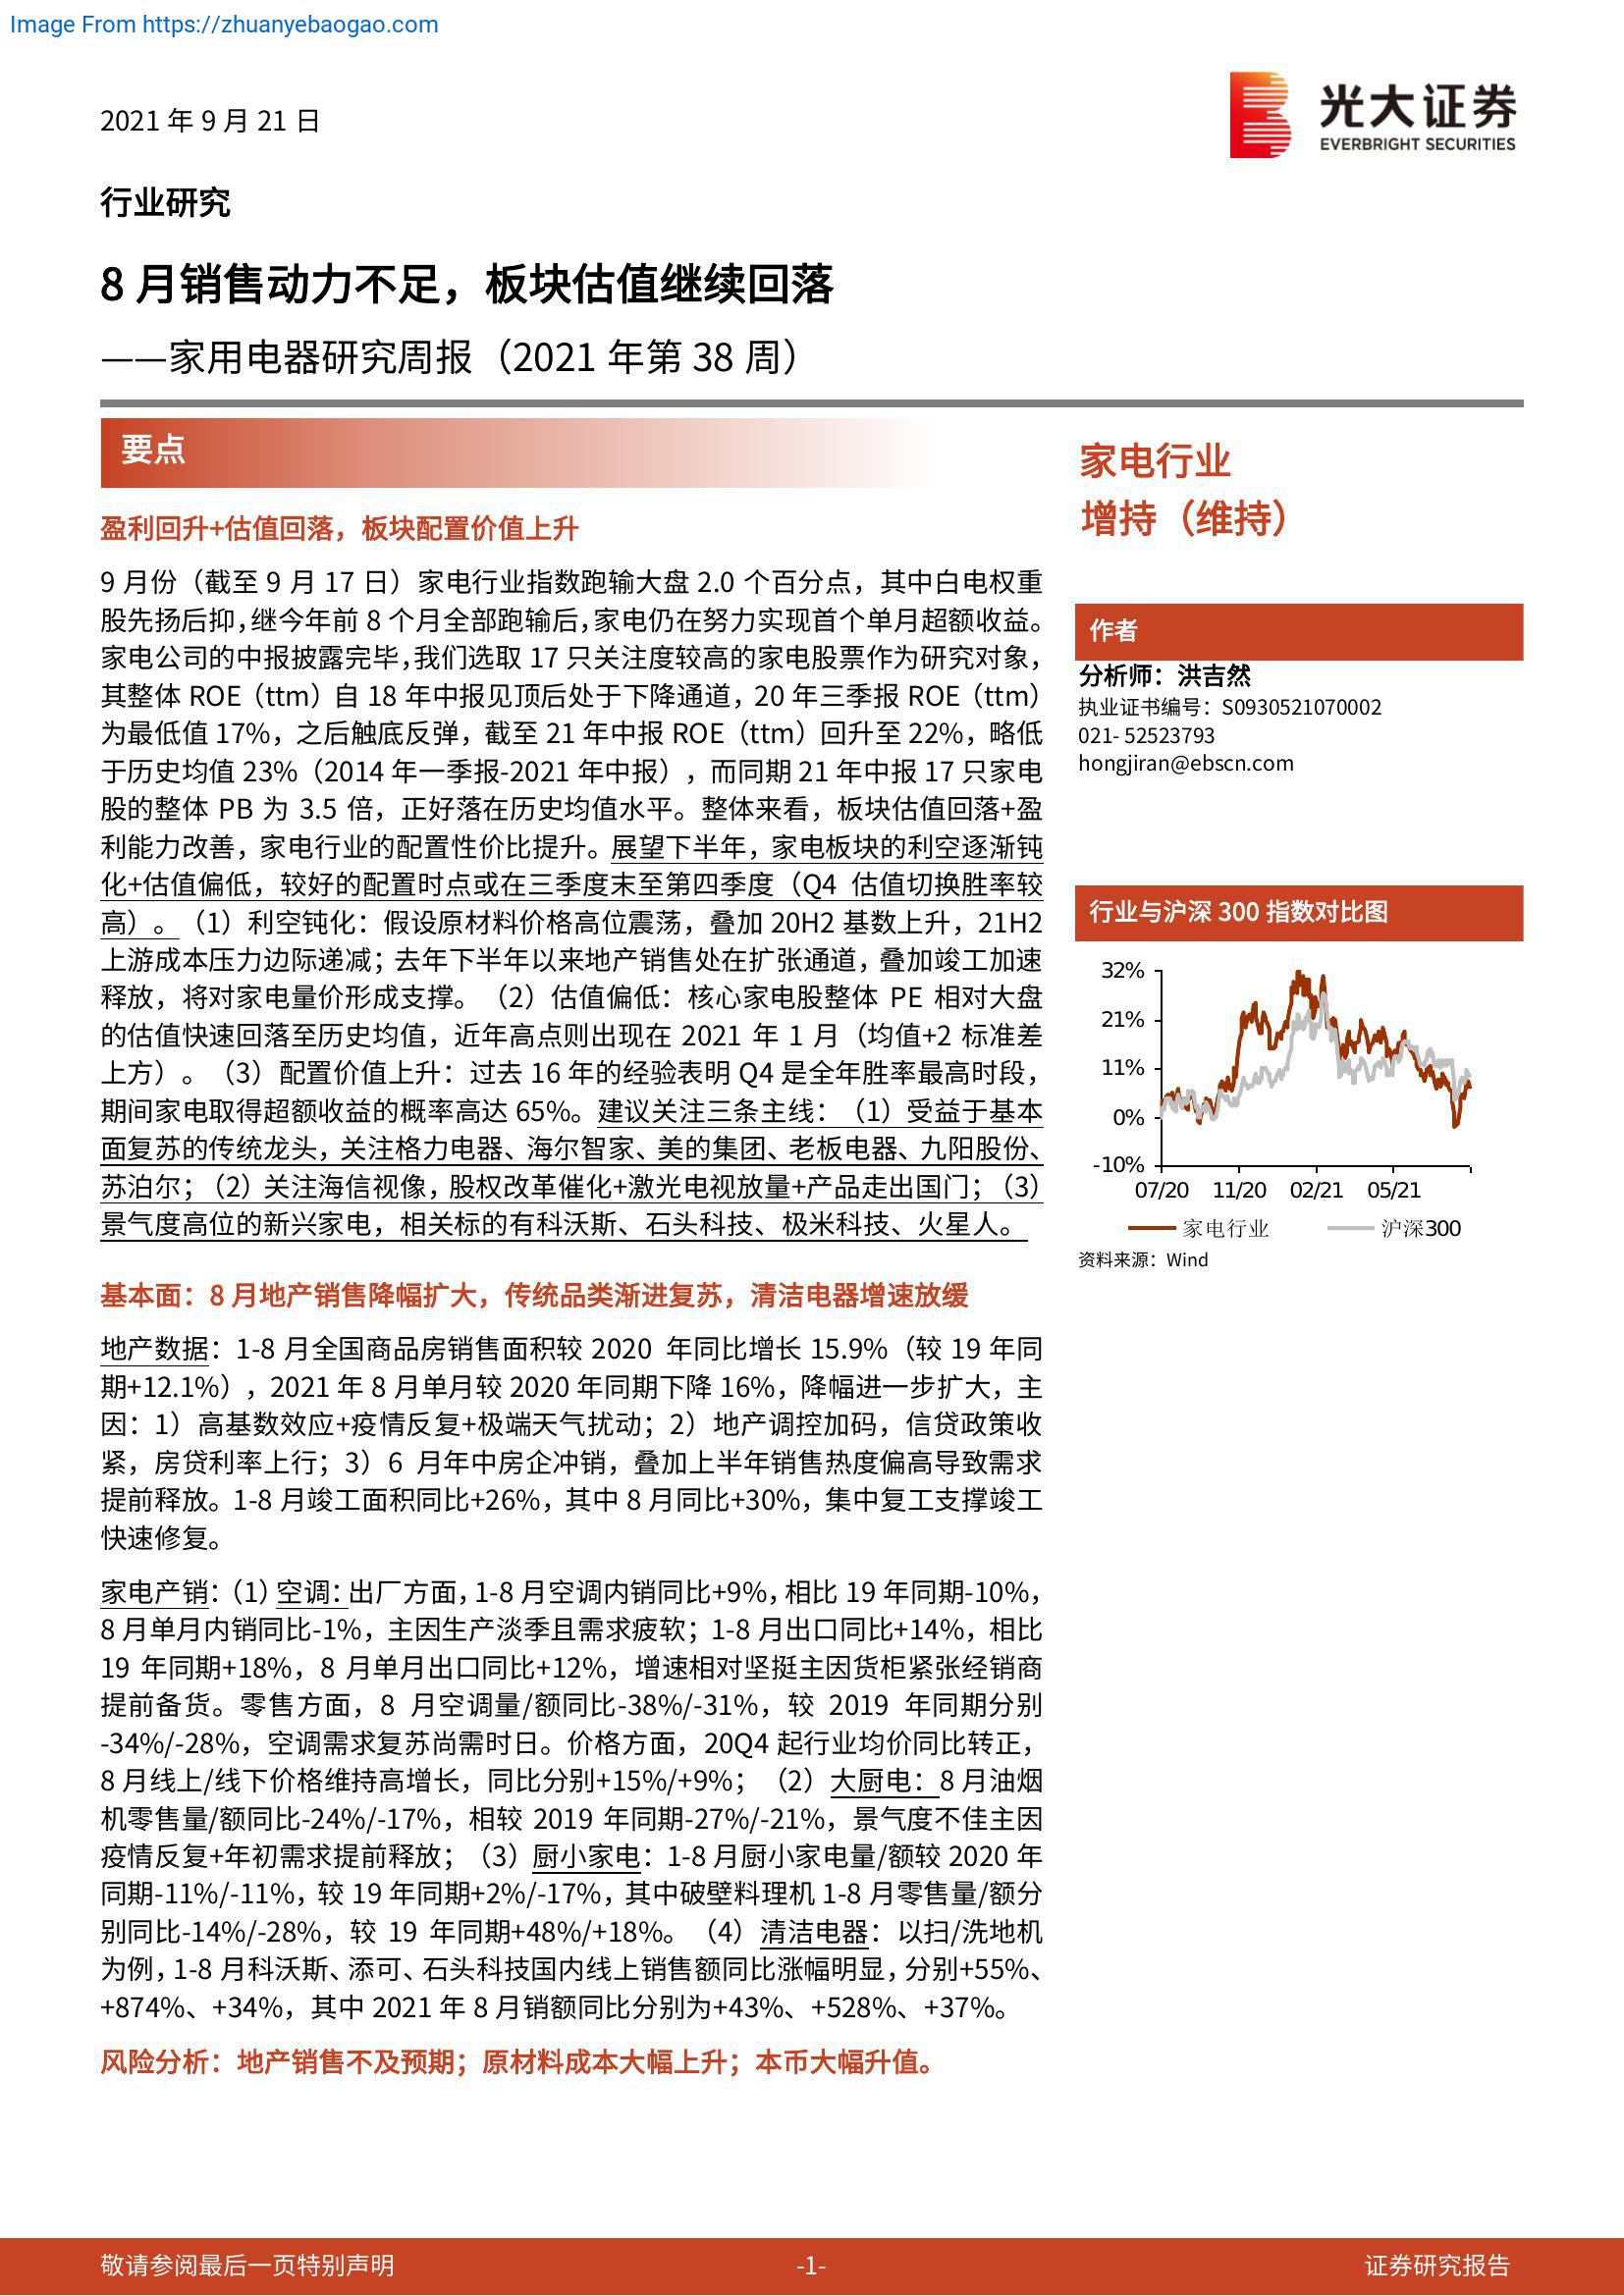 Image From https://zhuanyebaogao.com
2021 年 9 月 21 日
光大证券
EVERBRIGHT SECURITIES
行业研究
8 月销售动力不足，板块估值继续回落
——家用电器研究周报（2021 年第 38 周）
要点
盈利回升+估值回落，板块配置价值上升
9 月份（截至 9 月 17 日）家电行业指数跑输大盘 2.0 个百分点，其中白电权重
股先扬后抑，继今年前 8 个月全部跑输后，家电仍在努力实现首个单月超额收益。
家电公司的中报披露完毕，我们选取 17 只关注度较高的家电股票作为研究对象，
其整体 ROE（ttm）自 18 年中报见顶后处于下降通道，20 年三季报 ROE（ttm）
为最低值 17%，之后触底反弹，截至 21 年中报 ROE（ttm）回升至 22%，略低
于历史均值 23%（2014 年一季报-2021 年中报），而同期 21 年中报 17 只家电
股的整体 PB 为 3.5 倍，正好落在历史均值水平。整体来看，板块估值回落+盈
利能力改善，家电行业的配置性价比提升。展望下半年，家电板块的利空逐渐钝
化+估值偏低，较好的配置时点或在三季度末至第四季度（Q4 估值切换胜率较
高）。（1）利空钝化：假设原材料价格高位震荡，叠加 20H2 基数上升，21H2
上游成本压力边际递减；去年下半年以来地产销售处在扩张通道，叠加竣工加速
释放，将对家电量价形成支撑。（2）估值偏低：核心家电股整体 PE 相对大盘
的估值快速回落至历史均值，近年高点则出现在 2021 年 1 月（均值+2 标准差
上方）。（3）配置价值上升：过去 16 年的经验表明 Q4 是全年胜率最高时段，
期间家电取得超额收益的概率高达 65%。建议关注三条主线：（1）受益于基本
面复苏的传统龙头，关注格力电器、海尔智家、美的集团、老板电器、九阳股份、
苏泊尔；（2）关注海信视像，股权改革催化+激光电视放量+产品走出国门；（3）
景气度高位的新兴家电，相关标的有科沃斯、石头科技、极米科技、火星人。
基本面：8 月地产销售降幅扩大，传统品类渐进复苏，清洁电器增速放缓
地产数据：1-8 月全国商品房销售面积较 2020 年同比增长 15.9%（较 19 年同
期+12.1%），2021 年 8 月单月较 2020 年同期下降 16%，降幅进一步扩大，主
因：1）高基数效应+疫情反复+极端天气扰动；2）地产调控加码，信贷政策收
紧，房贷利率上行；3）6 月年中房企冲销，叠加上半年销售热度偏高导致需求
提前释放。1-8 月竣工面积同比+26%，其中 8 月同比+30%，集中复工支撑竣工
快速修复。
家电产销：（1）空调：出厂方面，1-8 月空调内销同比+9%，相比 19 年同期-10%，
8 月单月内销同比-1%，主因生产淡季且需求疲软；1-8 月出口同比+14%，相比
19 年同期+18%，8 月单月出口同比+12%，增速相对坚挺主因货柜紧张经销商
提前备货。零售方面，8 月空调量/额同比-38%/-31%，较 2019 年同期分别
-34%/-28%，空调需求复苏尚需时日。价格方面，20Q4 起行业均价同比转正，
8 月线上/线下价格维持高增长，同比分别+15%/+9%；（2）大厨电：8 月油烟
机零售量/额同比-24%/-17%，相较 2019 年同期-27%/-21%，景气度不佳主因
疫情反复+年初需求提前释放；（3）厨小家电：1-8 月厨小家电量/额较 2020 年
同期-11%/-11%，较 19 年同期+2%/-17%，其中破壁料理机 1-8 月零售量/额分
别同比-14%/-28%，较 19 年同期+48%/+18%。（4）清洁电器：以扫/洗地机
为例，1-8 月科沃斯、添可、石头科技国内线上销售额同比涨幅明显，分别+55%、
+874%、+34%，其中 2021 年 8 月销额同比分别为+43%、+528%、+37%。
风险分析：地产销售不及预期；原材料成本大幅上升；本币大幅升值。
家电行业
增持（维持）
作者
分析师：洪吉然
执业证书编号：S0930521070002
021- 52523793
hongjiran@ebscn.com
行业与沪深 300 指数对比图
32%
21%
11%
0%
-10%
07/20 11/20 02/21 05/21
家电行业 沪深300
资料来源：Wind
敬请参阅最后一页特别声明 -1- 证券研究报告